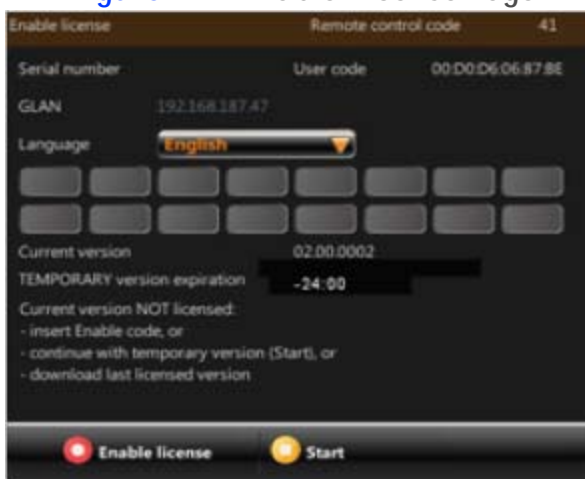 Enable license Remote control code 41
Serial number User code 00:D0:D6:06:87:BE
GLAN 192.168.187.47
Language English
Current version 02.00.0002
TEMPORARY version expiration -24:00
Current version NOT licensed:
- insert Enable code, or
- continue with temporary version (Start), or
- download last licensed version
Enable license Start